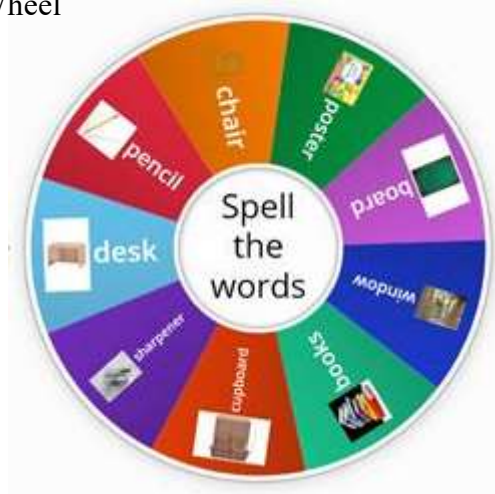 Wheel
Spell
the
words
chair
poster
board
window
books
cupboard
sharpener
desk
pencil